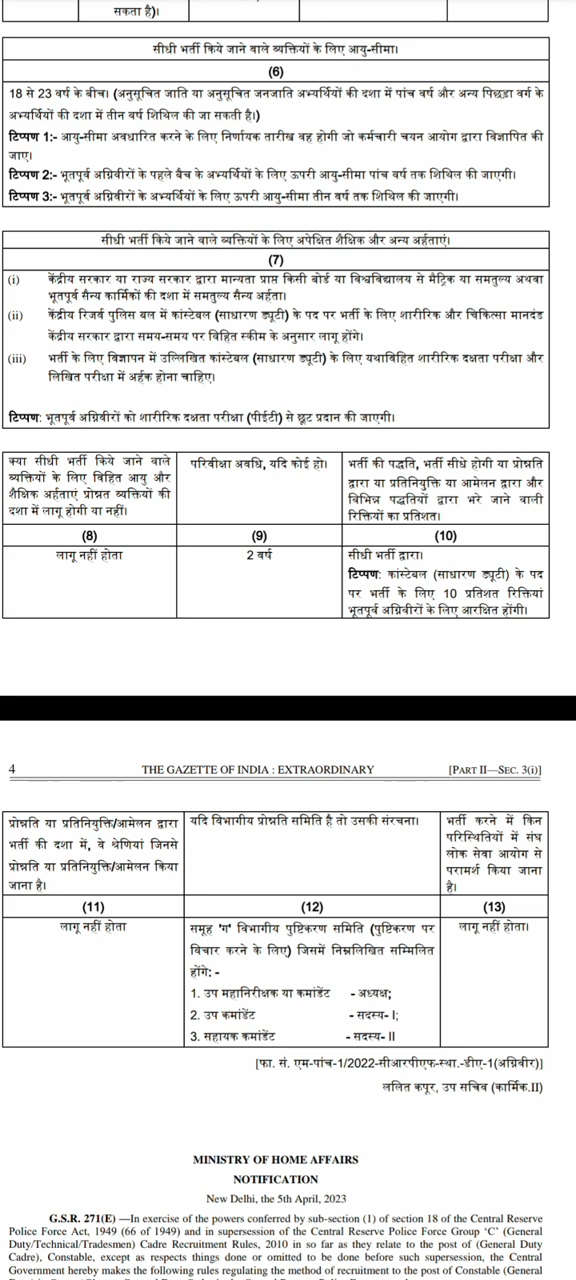 सकता है)।
सीधी भर्ती किये जाने वाले व्यक्तियों के लिए आयु-सीमा।
(6)
18 से 23 वर्ष के बीच। (अनुसूचित जाति या अनुसूचित जनजाति अभ्यर्थियों की दशा में पांच वर्ष और अन्य पिछड़ा वर्ग के
अभ्यर्थियों की दशा में तीन वर्ष शिथिल की जा सकती है।)
टिप्पण 1:- आयु-सीमा अवधारित करने के लिए निर्णायक तारीख वह होगी जो कर्मचारी चयन आयोग द्वारा विज्ञापित की
जाए।
टिप्पण 2:- भूतपूर्व अग्निवीरों के पहले बैच के अभ्यर्थियों के लिए ऊपरी आयु-सीमा पांच वर्ष तक शिथिल की जाएगी।
टिप्पण 3:- भूतपूर्व अग्निवीरों के अभ्यर्थियों के लिए ऊपरी आयु-सीमा तीन वर्ष तक शिथिल की जाएगी।
सीधी भर्ती किये जाने वाले व्यक्तियों के लिए अपेक्षित शैक्षिक और अन्य अर्हताएं।
(7)
(i) केंद्रीय सरकार या राज्य सरकार द्वारा मान्यता प्राप्त किसी बोर्ड या विश्वविद्यालय से मैट्रिक या समतुल्य अथवा
भूतपूर्व सैन्य कार्मिकों की दशा में समतुल्य सैन्य अर्हता।
(ii) केंद्रीय रिजर्व पुलिस बल में कांस्टेबल (साधारण ड्यूटी) के पद पर भर्ती के लिए शारीरिक और चिकित्सा मानदंड
केंद्रीय सरकार द्वारा समय-समय पर विहित स्कीम के अनुसार लागू होंगे।
(iii) भर्ती के लिए विज्ञापन में उल्लिखित कांस्टेबल (साधारण ड्यूटी) के लिए यथाविहित शारीरिक दक्षता परीक्षा और
लिखित परीक्षा में अर्हक होना चाहिए।
टिप्पण: भूतपूर्व अग्निवीरों को शारीरिक दक्षता परीक्षा (पीईटी) से छूट प्रदान की जाएगी।
क्या सीधी भर्ती किये जाने वाले
व्यक्तियों के लिए विहित आयु और
शैक्षिक अर्हताएं प्रोन्नत व्यक्तियों की
दशा में लागू होगी या नहीं।
परिवीक्षा अवधि, यदि कोई हो।
भर्ती की पद्धति, भर्ती सीधे होगी या प्रोन्नति
द्वारा या प्रतिनियुक्ति या आमेलन द्वारा और
विभिन्न पद्धतियों द्वारा भरे जाने वाली
रिक्तियों का प्रतिशत।
(8) (9) (10)
लागू नहीं होता
2 वर्ष
सीधी भर्ती द्वारा।
टिप्पण: कांस्टेबल (साधारण ड्यूटी) के पद
पर भर्ती के लिए 10 प्रतिशत रिक्तियां
भूतपूर्व अग्निवीरों के लिए आरक्षित होंगी।
4 THE GAZETTE OF INDIA : EXTRAORDINARY [PART II—SEC. 3(i)]
प्रोन्नति या प्रतिनियुक्ति/आमेलन द्वारा
भर्ती की दशा में, वे श्रेणियां जिनसे
प्रोन्नति या प्रतिनियुक्ति/आमेलन किया
जाना है।
यदि विभागीय प्रोन्नति समिति है तो उसकी संरचना।
भर्ती करने में किन
परिस्थितियों में संघ
लोक सेवा आयोग से
परामर्श किया जाना
है।
(11) (12) (13)
लागू नहीं होता
समूह 'ग' विभागीय पुष्टिकरण समिति (पुष्टिकरण पर
विचार करने के लिए) जिसमें निम्नलिखित सम्मिलित
होंगे: -
1. उप महानिरीक्षक या कमांडेंट - अध्यक्ष;
2. उप कमांडेंट - सदस्य- I;
3. सहायक कमांडेंट - सदस्य- II
लागू नहीं होता।
[फा. सं. एम-पांच-1/2022-सीआरपीएफ-स्था.-डीए-1(अग्निवीर)]
ललित कपूर, उप सचिव (कार्मिक.II)
MINISTRY OF HOME AFFAIRS
NOTIFICATION
New Delhi, the 5th April, 2023
G.S.R. 271(E) —In exercise of the powers conferred by sub-section (1) of section 18 of the Central Reserve
Police Force Act, 1949 (66 of 1949) and in supersession of the Central Reserve Police Force Group 'C' (General
Duty/Technical/Tradesmen) Cadre Recruitment Rules, 2010 in so far as they relate to the post of (General Duty
Cadre), Constable, except as respects things done or omitted to be done before such supersession, the Central
Government hereby makes the following rules regulating the method of recruitment to the post of Constable (General